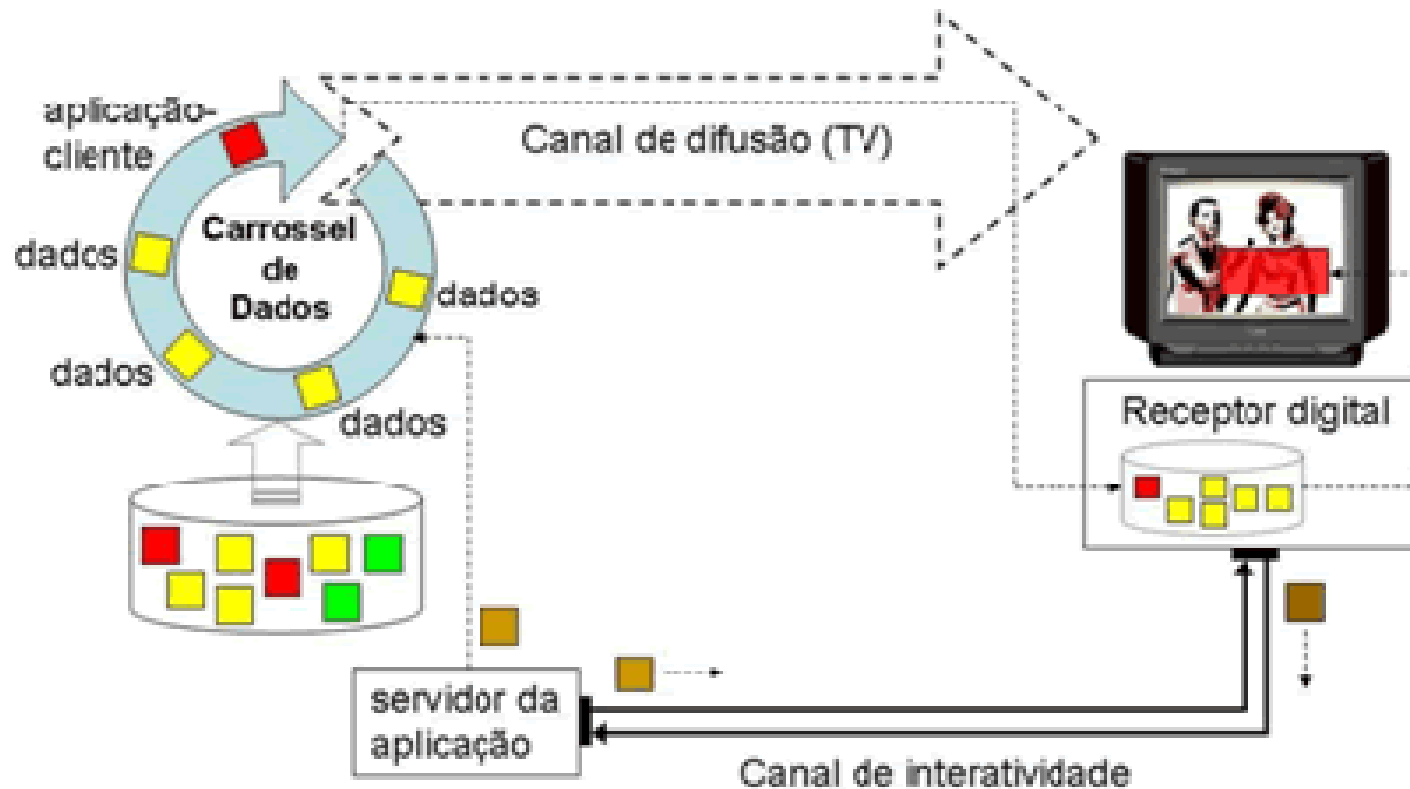 aplicação-
cliente
Canal de difusão (TV)
Carrossel
de
Dados
dados
dados
dados
dados
Receptor digital
servidor da
aplicação
Canal de interatividade